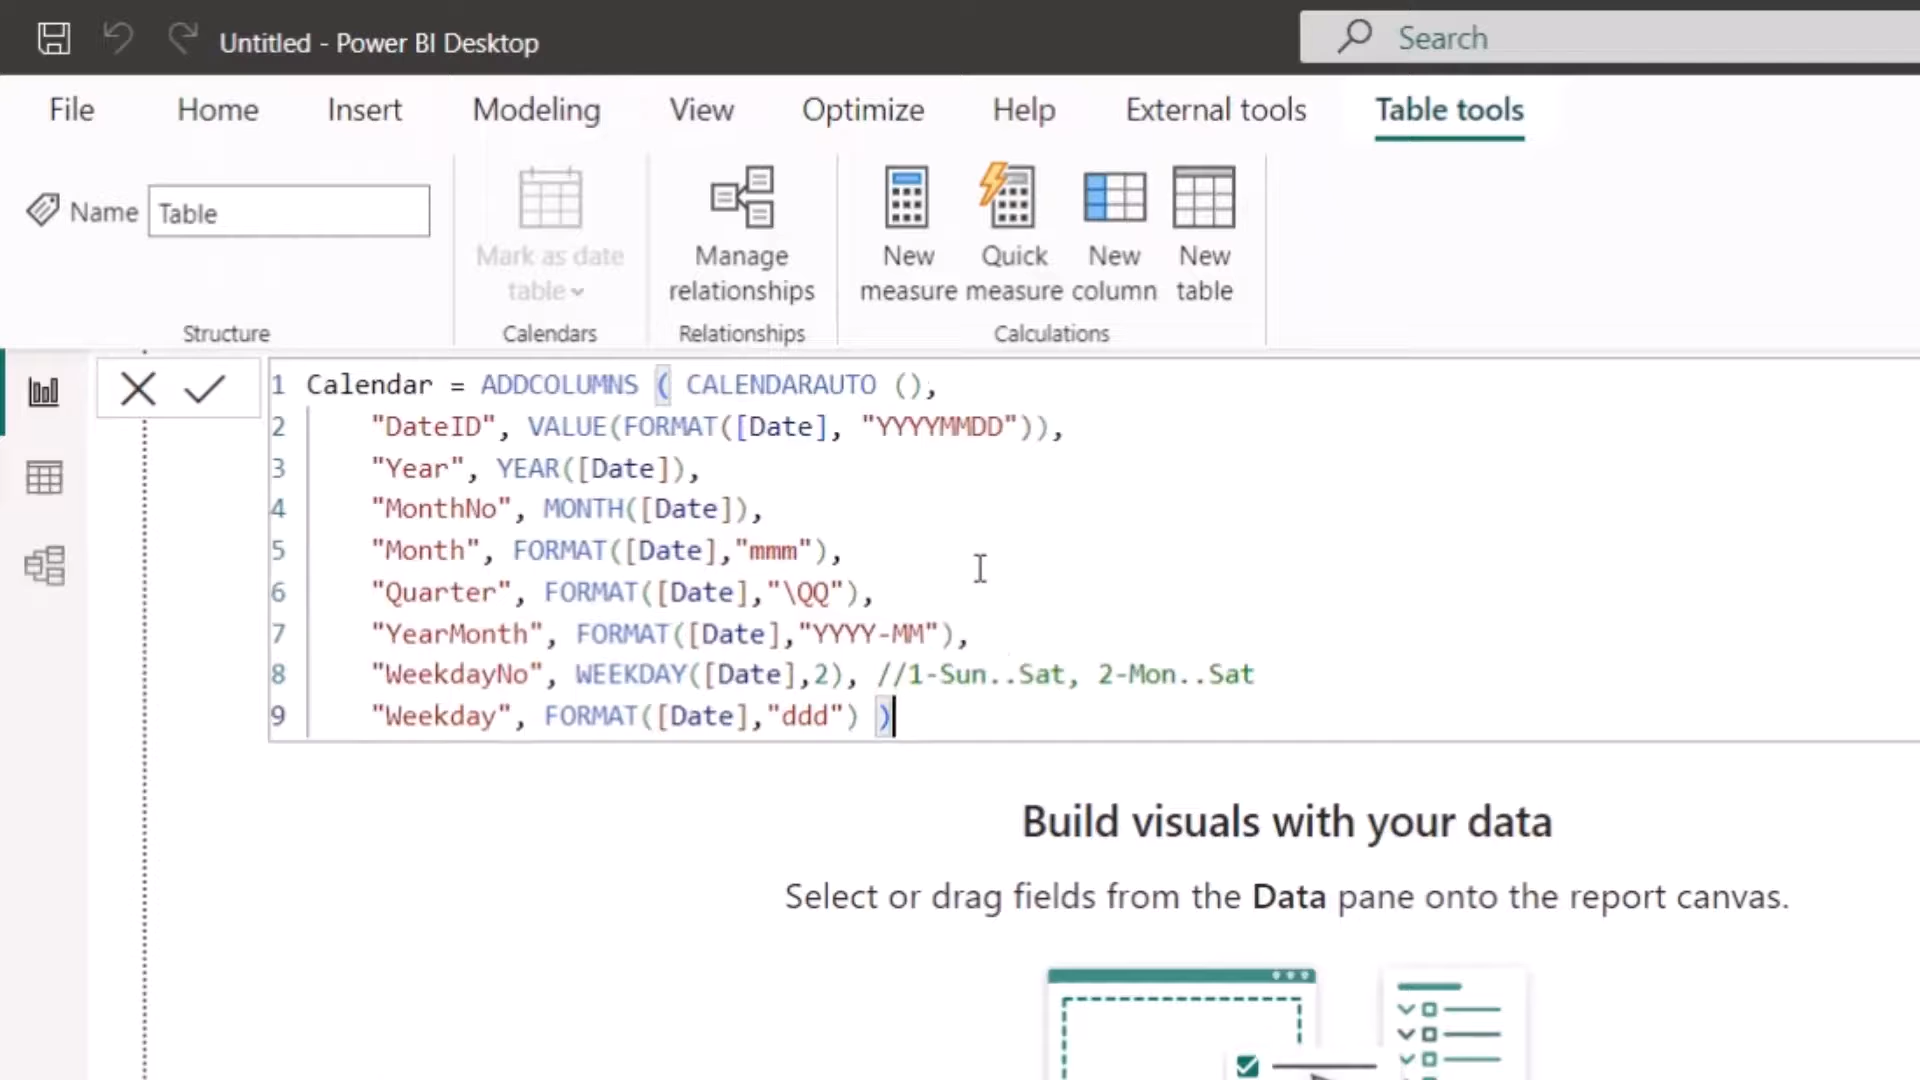 Untitled - Power BI Desktop
Search
File Home Insert Modeling View Optimize Help External tools Table tools
Name Table
Mark as date table
Manage relationships
New measure
Quick measure
New column
New table
Structure Calendars Relationships Calculations
1 Calendar = ADDCOLUMNS ( CALENDARAUTO (),
2 "DateID", VALUE(FORMAT([Date], "YYYYMMDD")),
3 "Year", YEAR([Date]),
4 "MonthNo", MONTH([Date]),
5 "Month", FORMAT([Date],"mmm"),
6 "Quarter", FORMAT([Date],"\QQ"),
7 "YearMonth", FORMAT([Date],"YYYY-MM"),
8 "WeekdayNo", WEEKDAY([Date],2), //1-Sun..Sat, 2-Mon..Sat
9 "Weekday", FORMAT([Date],"ddd") )
Build visuals with your data
Select or drag fields from the Data pane onto the report canvas.